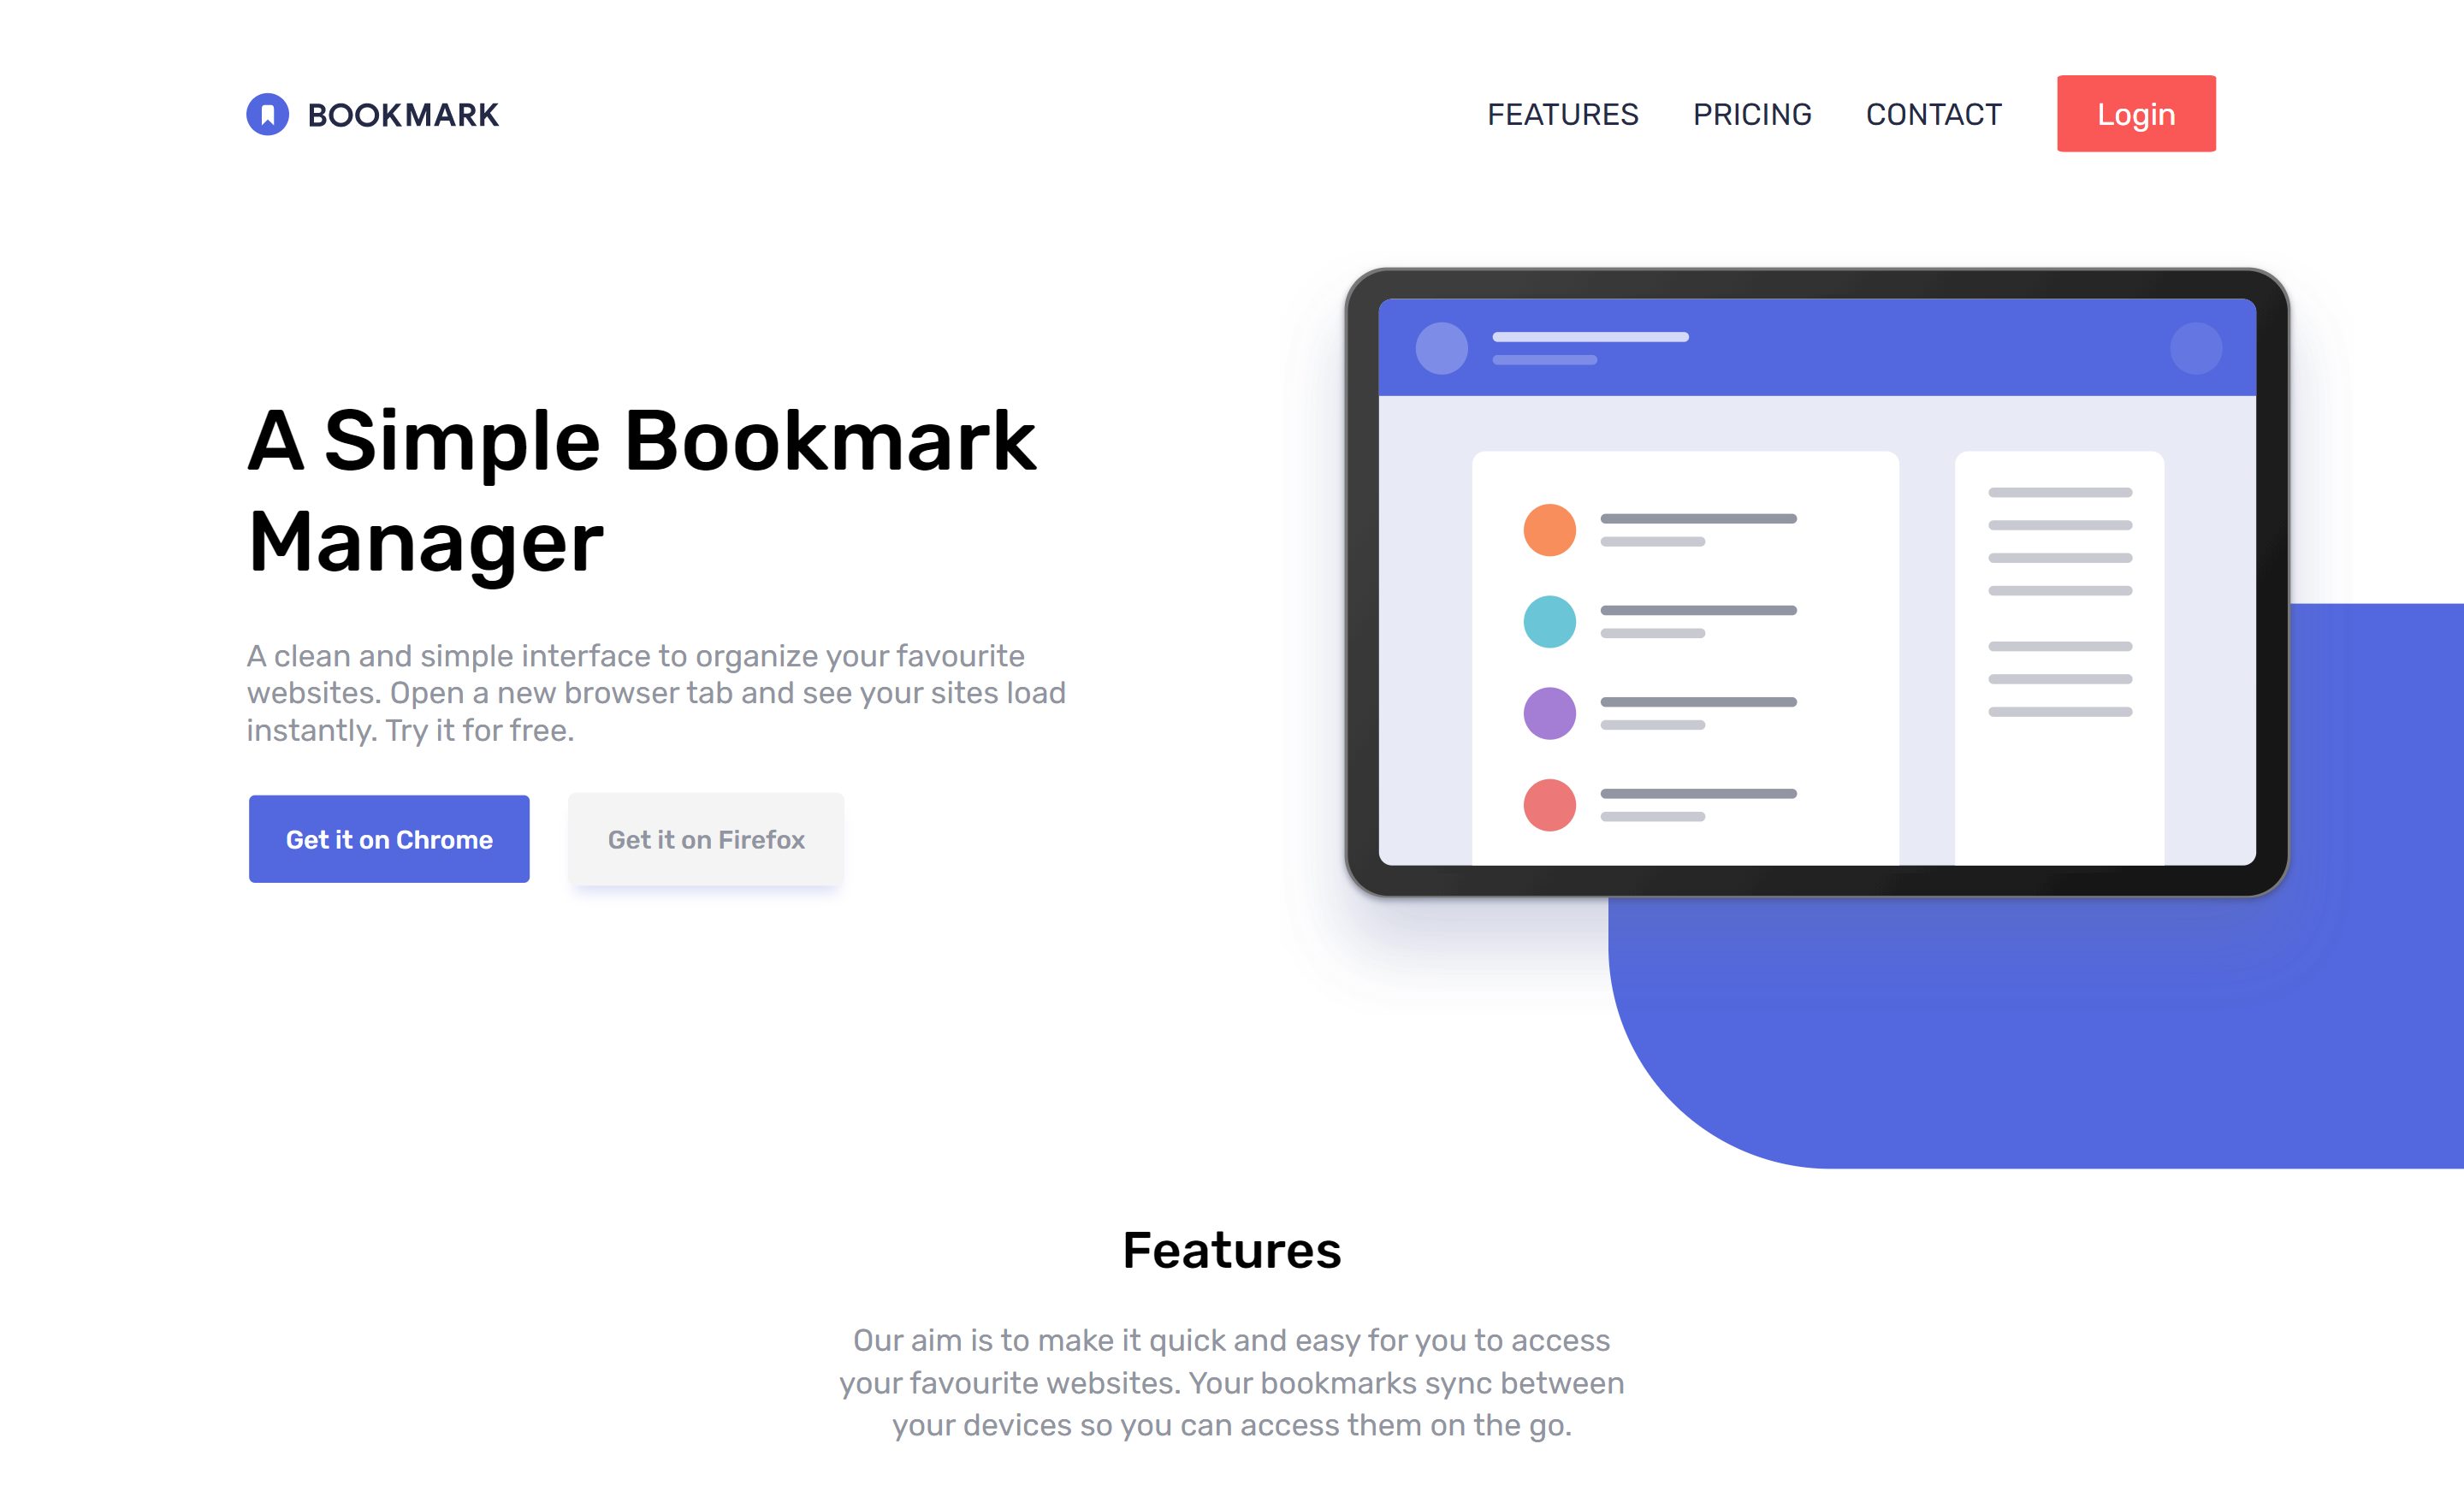 BOOKMARK
FEATURES PRICING CONTACT Login
A Simple Bookmark
Manager
A clean and simple interface to organize your favourite
websites. Open a new browser tab and see your sites load
instantly. Try it for free.
Get it on Chrome Get it on Firefox
Features
Our aim is to make it quick and easy for you to access
your favourite websites. Your bookmarks sync between
your devices so you can access them on the go.